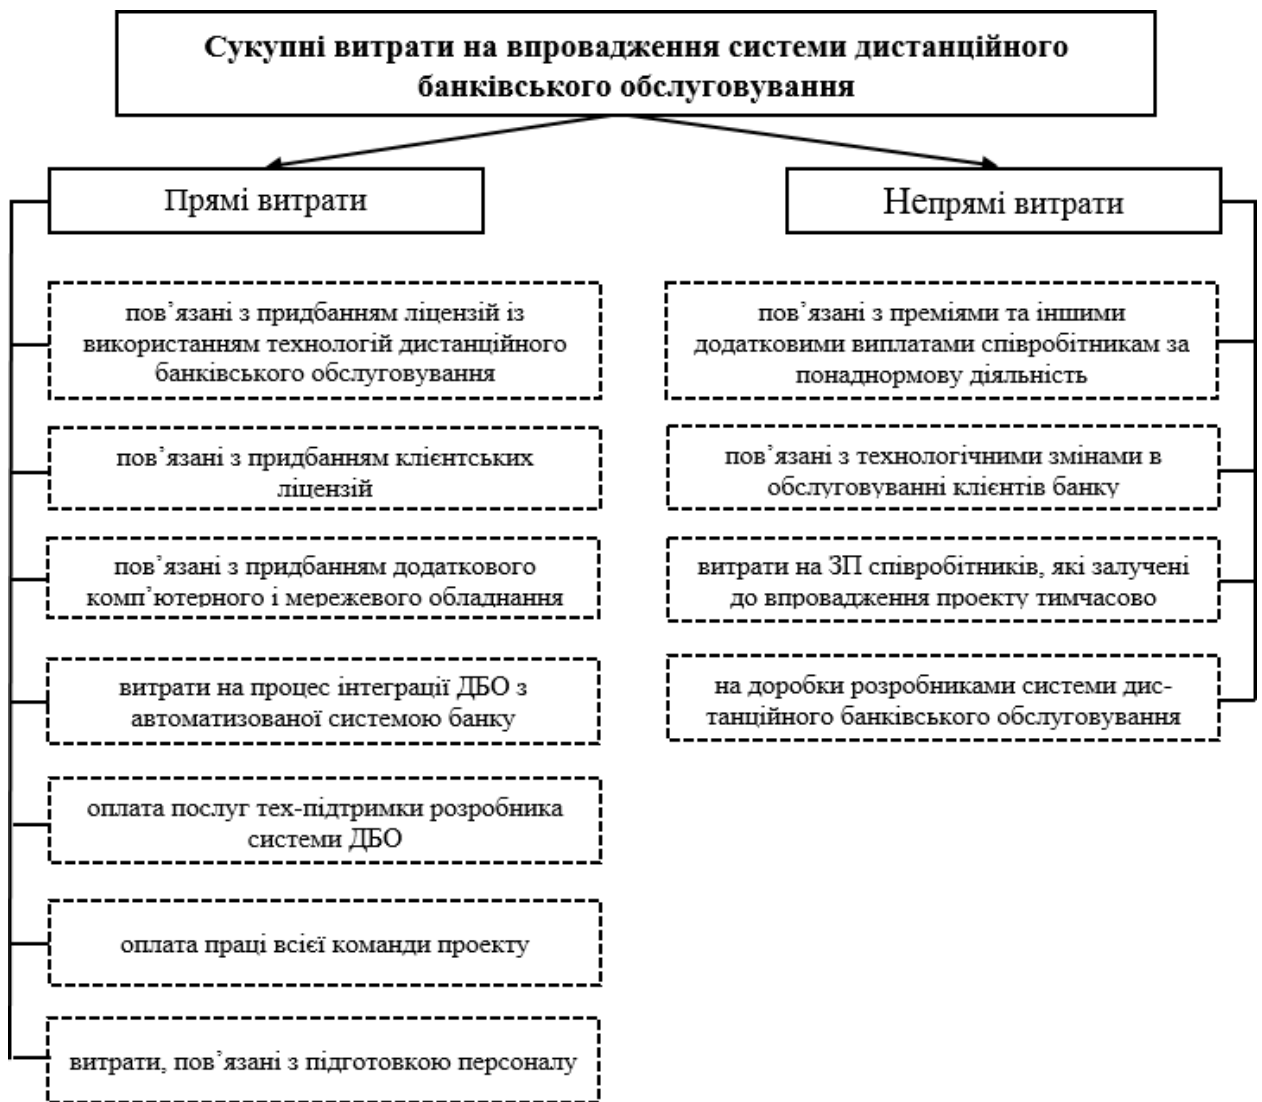 Сукупні витрати на впровадження системи дистанційного
банківського обслуговування
Прямі витрати
пов’язані з придбанням ліцензій із
використанням технологій дистанційного
банківського обслуговування
пов’язані з придбанням клієнтських
ліцензій
пов’язані з придбанням додаткового
комп’ютерного і мережевого обладнання
витрати на процес інтеграції ДБО з
автоматизованої системою банку
оплата послуг тех-підтримки розробника
системи ДБО
оплата праці всієї команди проекту
витрати, пов’язані з підготовкою персоналу
Непрямі витрати
пов’язані з преміями та іншими
додатковими виплатами співробітникам за
понаднормову діяльність
пов’язані з технологічними змінами в
обслуговуванні клієнтів банку
витрати на ЗП співробітників, які залучені
до впровадження проекту тимчасово
на доробки розробниками системи дис-
танційного банківського обслуговування